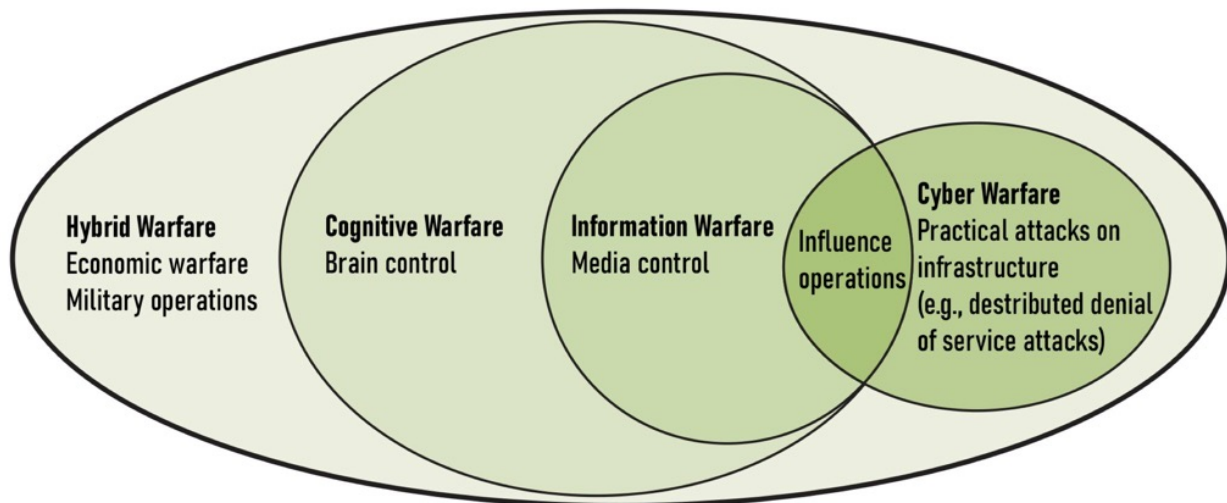 Hybrid Warfare
Economic warfare
Military operations
Cognitive Warfare
Brain control
Information Warfare
Media control
Influence
operations
Cyber Warfare
Practical attacks on
infrastructure
(e.g., destributed denial
of service attacks)